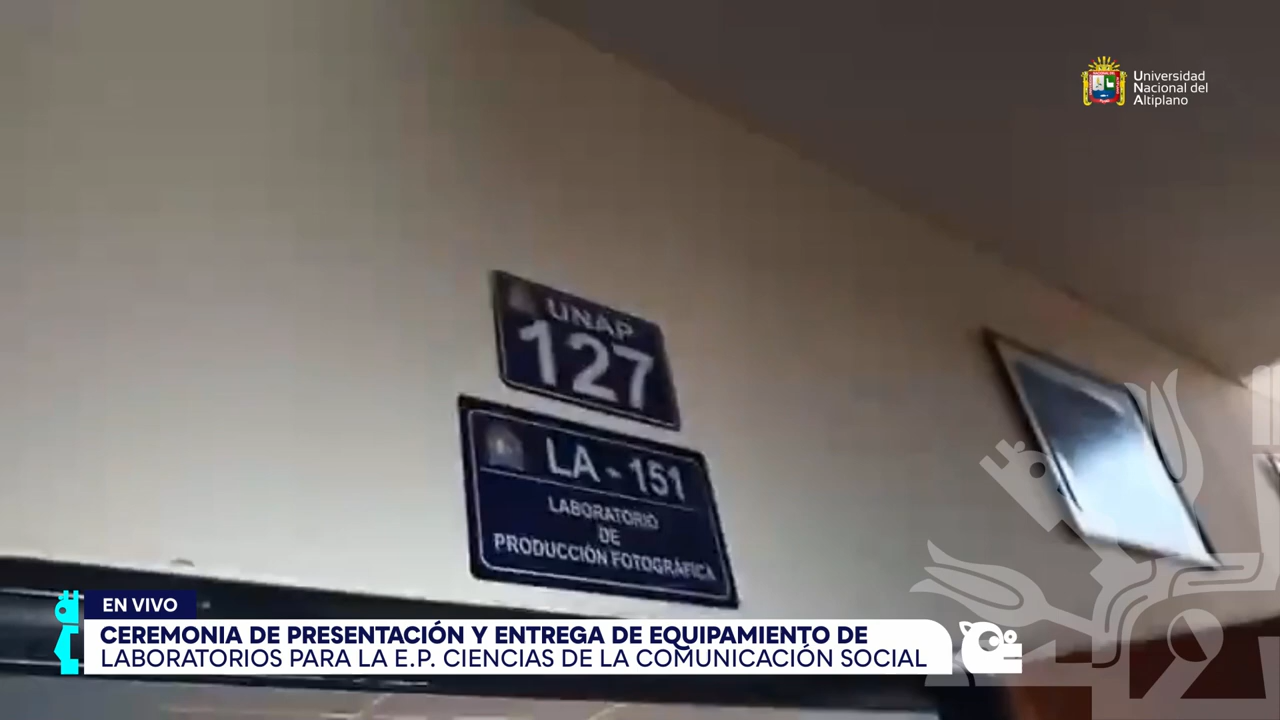 Universidad
Nacional del
Altiplano
UNAP
127
LA - 151
LABORATORIO
DE
PRODUCCIÓN FOTOGRÁFICA
EN VIVO
CEREMONIA DE PRESENTACIÓN Y ENTREGA DE EQUIPAMIENTO DE
LABORATORIOS PARA LA E.P. CIENCIAS DE LA COMUNICACIÓN SOCIAL